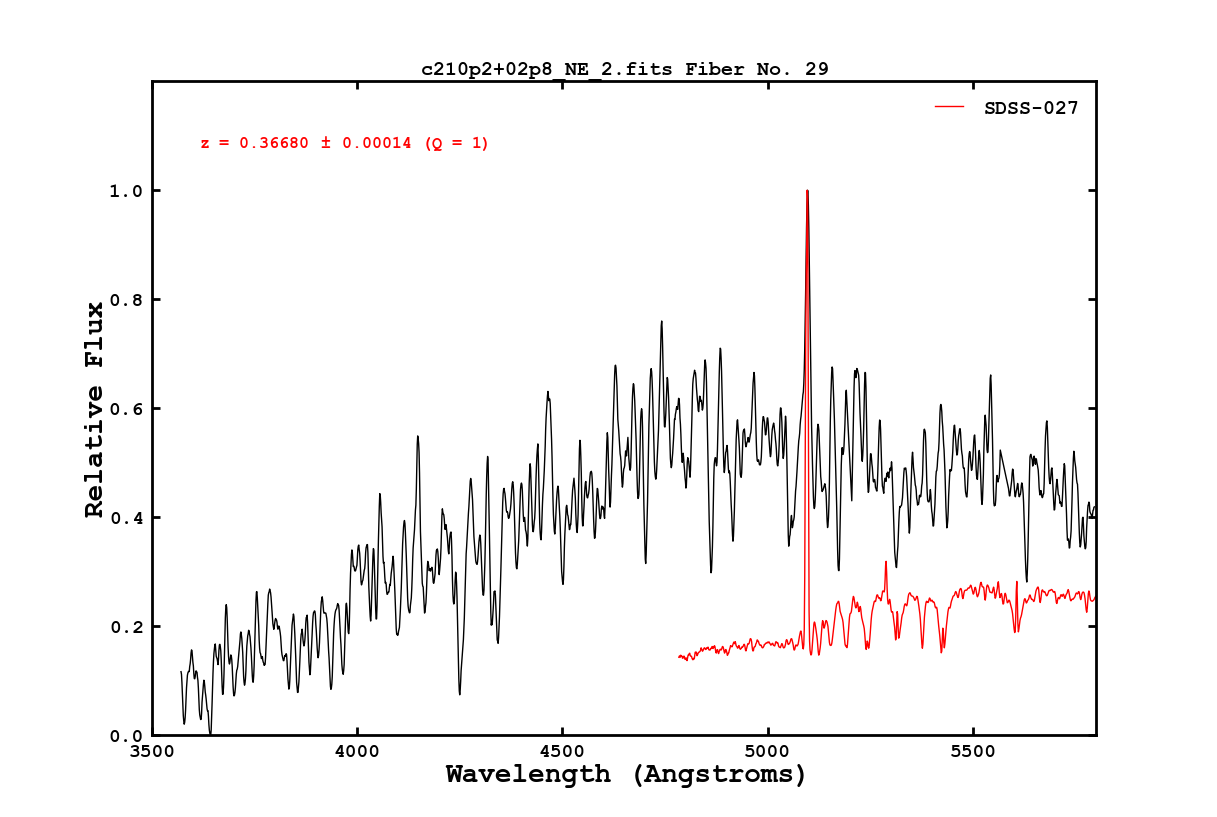 c210p2+02p8_NE_2.fits Fiber No. 29
SDSS-027
z = 0.36680 ± 0.00014 (Q = 1)
Relative Flux
1.0
0.8
0.6
0.4
0.2
0.0
3500 4000 4500 5000 5500
Wavelength (Angstroms)